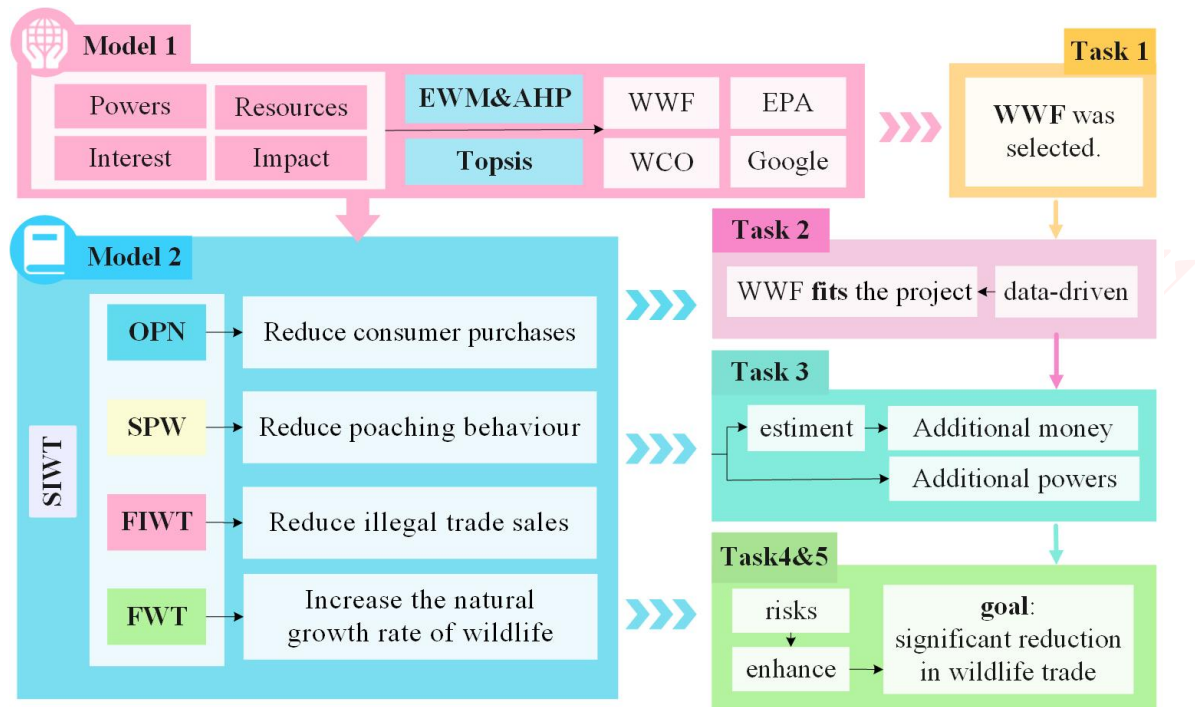 Model 1
Powers
Resources
Interest
Impact
EWM&AHP
Topsis
WWF
EPA
WCO
Google
Task 1
WWF was
selected.
Model 2
SIWT
OPN
Reduce consumer purchases
SPW
Reduce poaching behaviour
FIWT
Reduce illegal trade sales
FWT
Increase the natural
growth rate of wildlife
Task 2
WWF fits the project
data-driven
Task 3
estiment
Additional money
Additional powers
Task4&5
risks
enhance
goal:
significant reduction
in wildlife trade